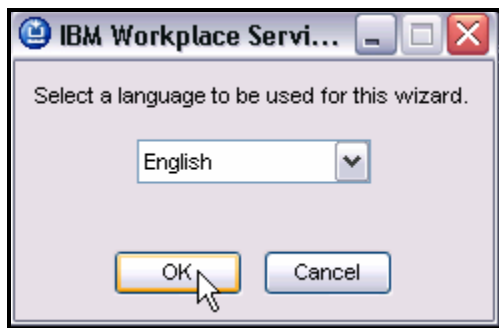 IBM Workplace Servi...
Select a language to be used for this wizard.
English
OK
Cancel